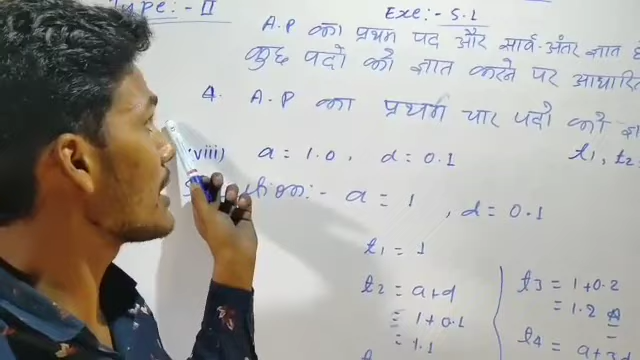 Type:- II
Exe:- 5.1
A.P का प्रथम पद और सार्व-अंतर ज्ञात
कुछ पदों को ज्ञात करने पर आधारित
4. A.P का प्रथम चार पदों को
(viii) a = 1.0, d = 0.1
t₁, t₂
:- a = 1, d = 0.1
t₁ = 1
t₂ = a+d
= 1+0.1
= 1.1
t₃ = 1+0.2
= 1.2
t₄ = a+3d